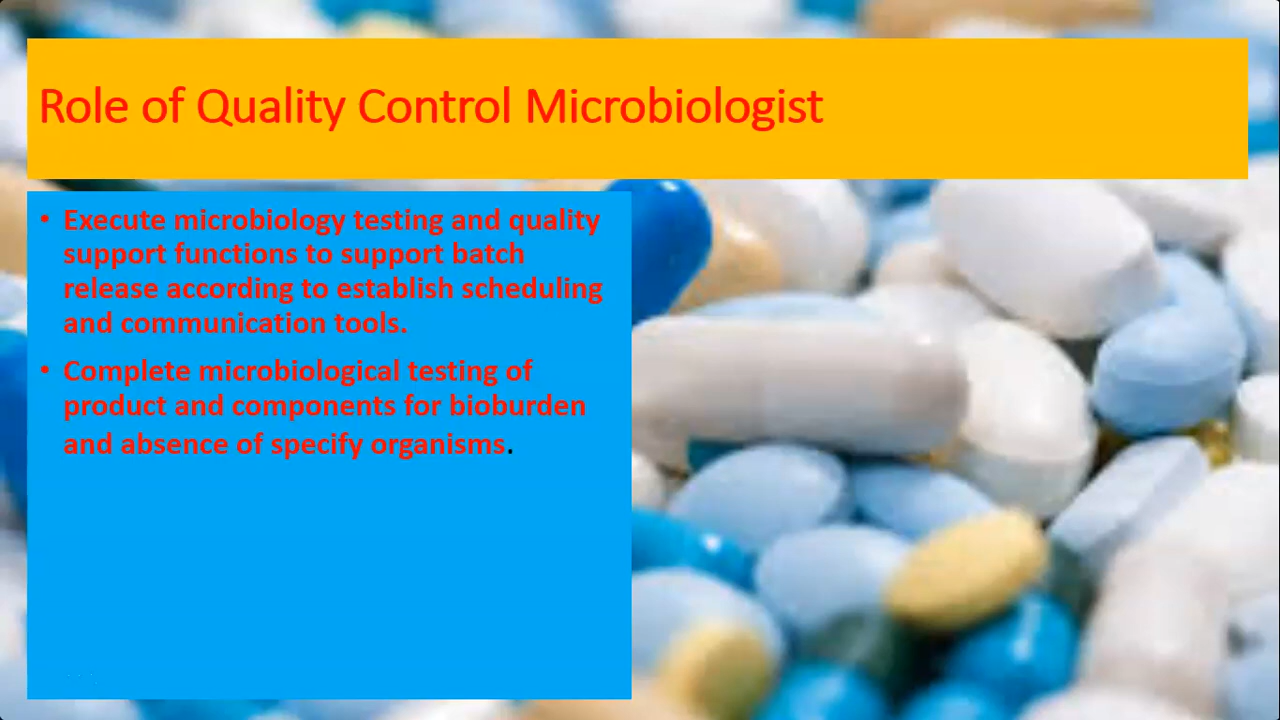 Role of Quality Control Microbiologist
• Execute microbiology testing and quality
support functions to support batch
release according to establish scheduling
and communication tools.
• Complete microbiological testing of
product and components for bioburden
and absence of specify organisms.